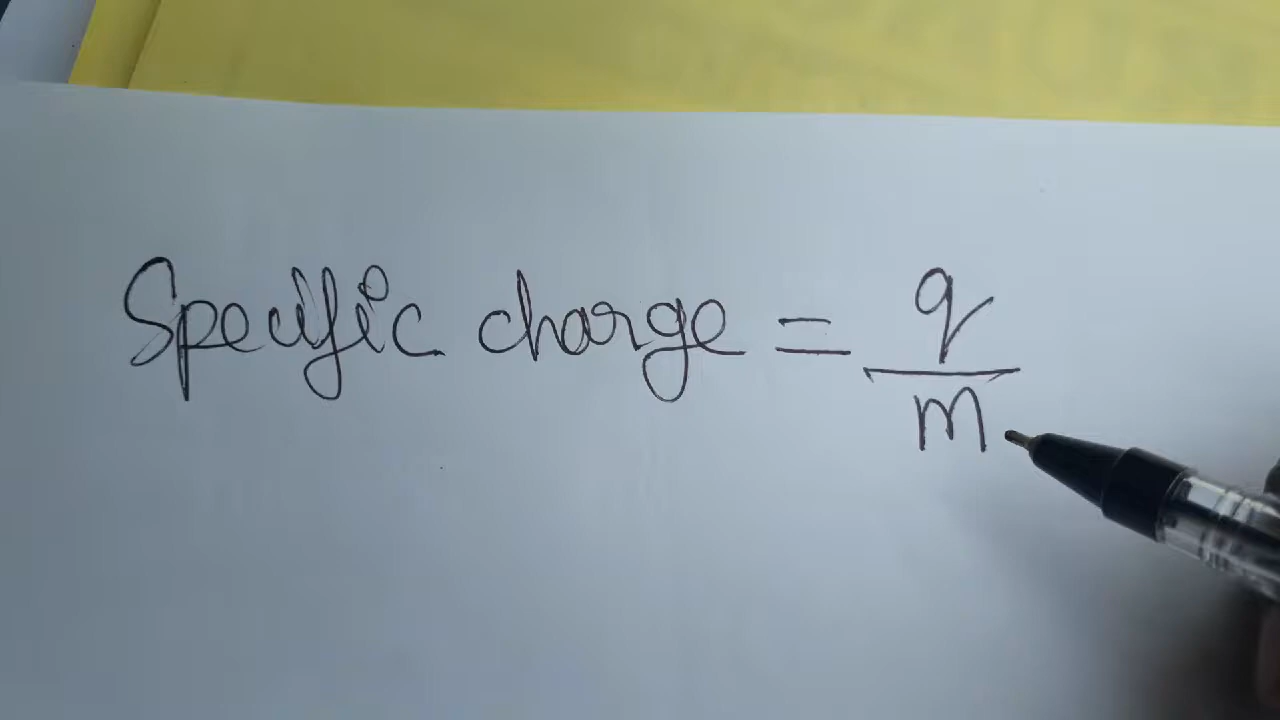 Specific charge = q/m